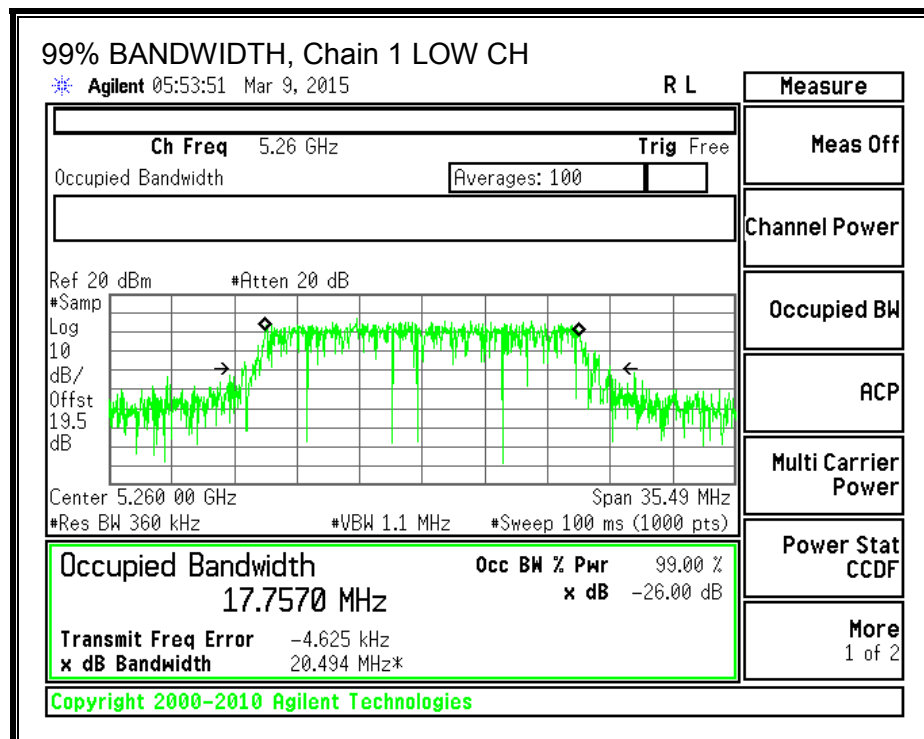 99% BANDWIDTH, Chain 1 LOW CH
Agilent 05:53:51 Mar 9, 2015 R L
Measure
Ch Freq 5.26 GHz Trig Free
Meas Off
Occupied Bandwidth Averages: 100
Channel Power
Ref 20 dBm #Atten 20 dB
#Samp
Log
10
dB/
Offst
19.5
dB
Occupied BW
ACP
Multi Carrier
Power
Center 5.260 00 GHz Span 35.49 MHz
#Res BW 360 kHz #VBW 1.1 MHz #Sweep 100 ms (1000 pts)
Power Stat
CCDF
Occupied Bandwidth Occ BW % Pwr 99.00 %
17.7570 MHz x dB -26.00 dB
Transmit Freq Error -4.625 kHz
x dB Bandwidth 20.494 MHz*
More
1 of 2
Copyright 2000-2010 Agilent Technologies